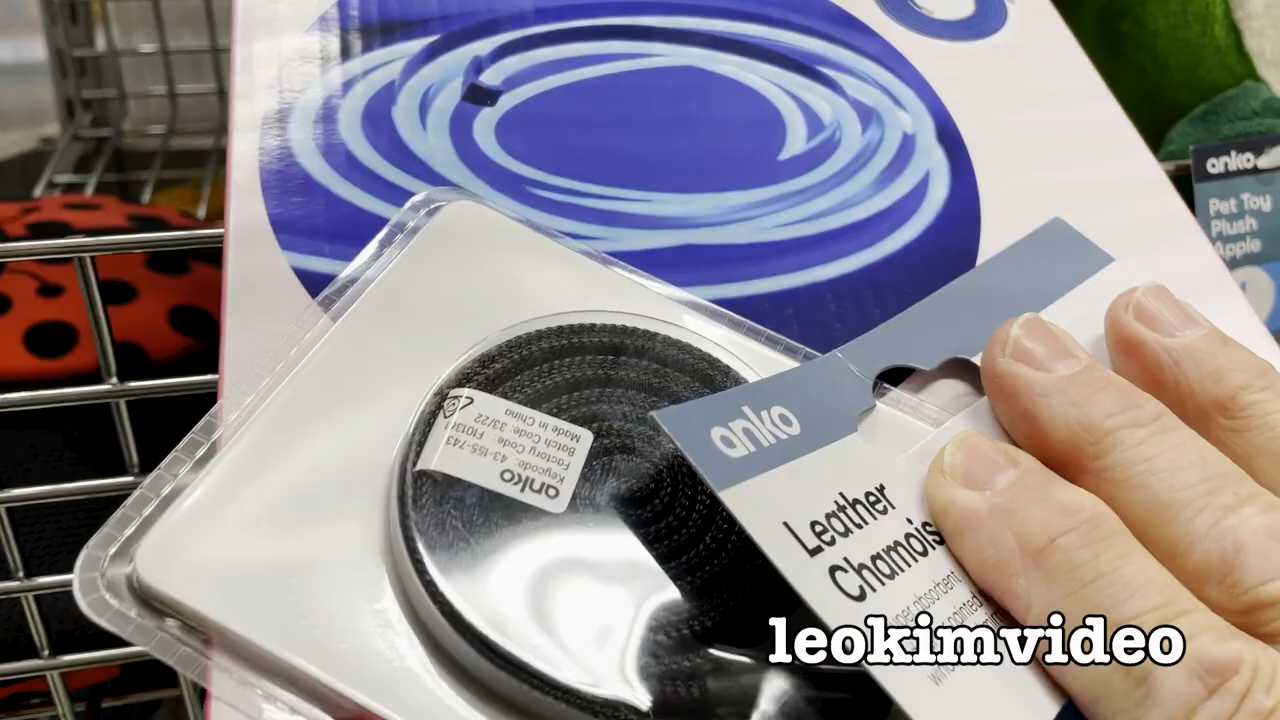 anko
Pet Toy
Plush
Apple
anko
Leather
Chamois
absorbent
anko
Keycode: 43-155-743
Factory Code:
Batch Code: 33/22
Made in China
leokimvideo